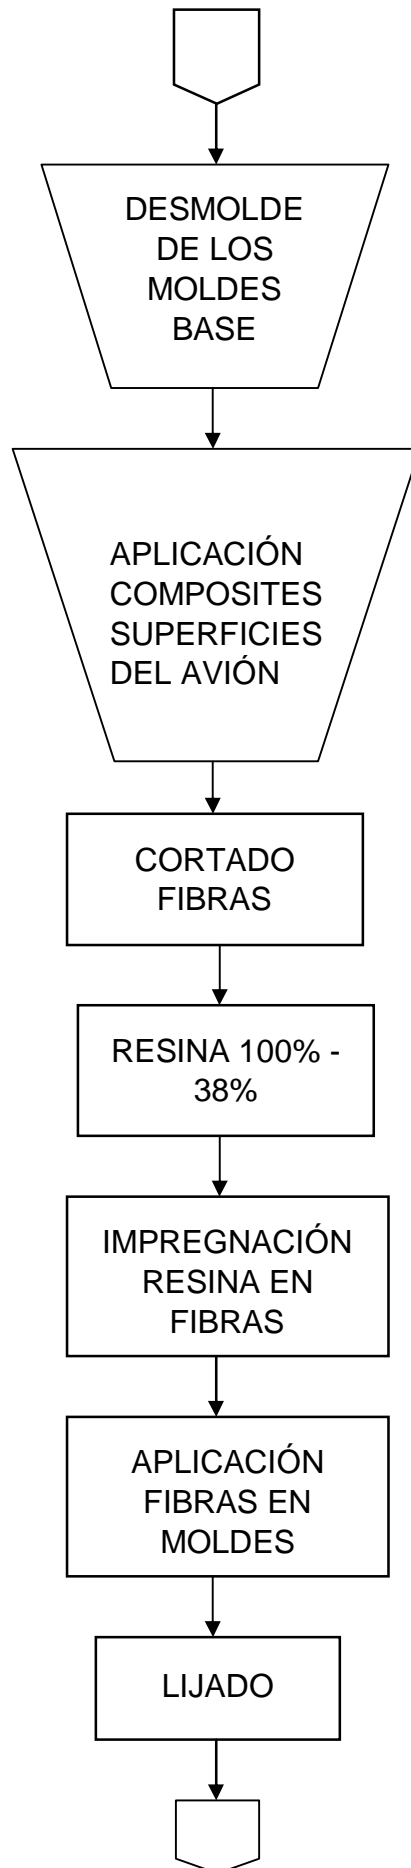 DESMOLDE
DE LOS
MOLDES
BASE
APLICACIÓN
COMPOSITES
SUPERFICIES
DEL AVIÓN
CORTADO
FIBRAS
RESINA 100% -
38%
IMPREGNACIÓN
RESINA EN
FIBRAS
APLICACIÓN
FIBRAS EN
MOLDES
LIJADO